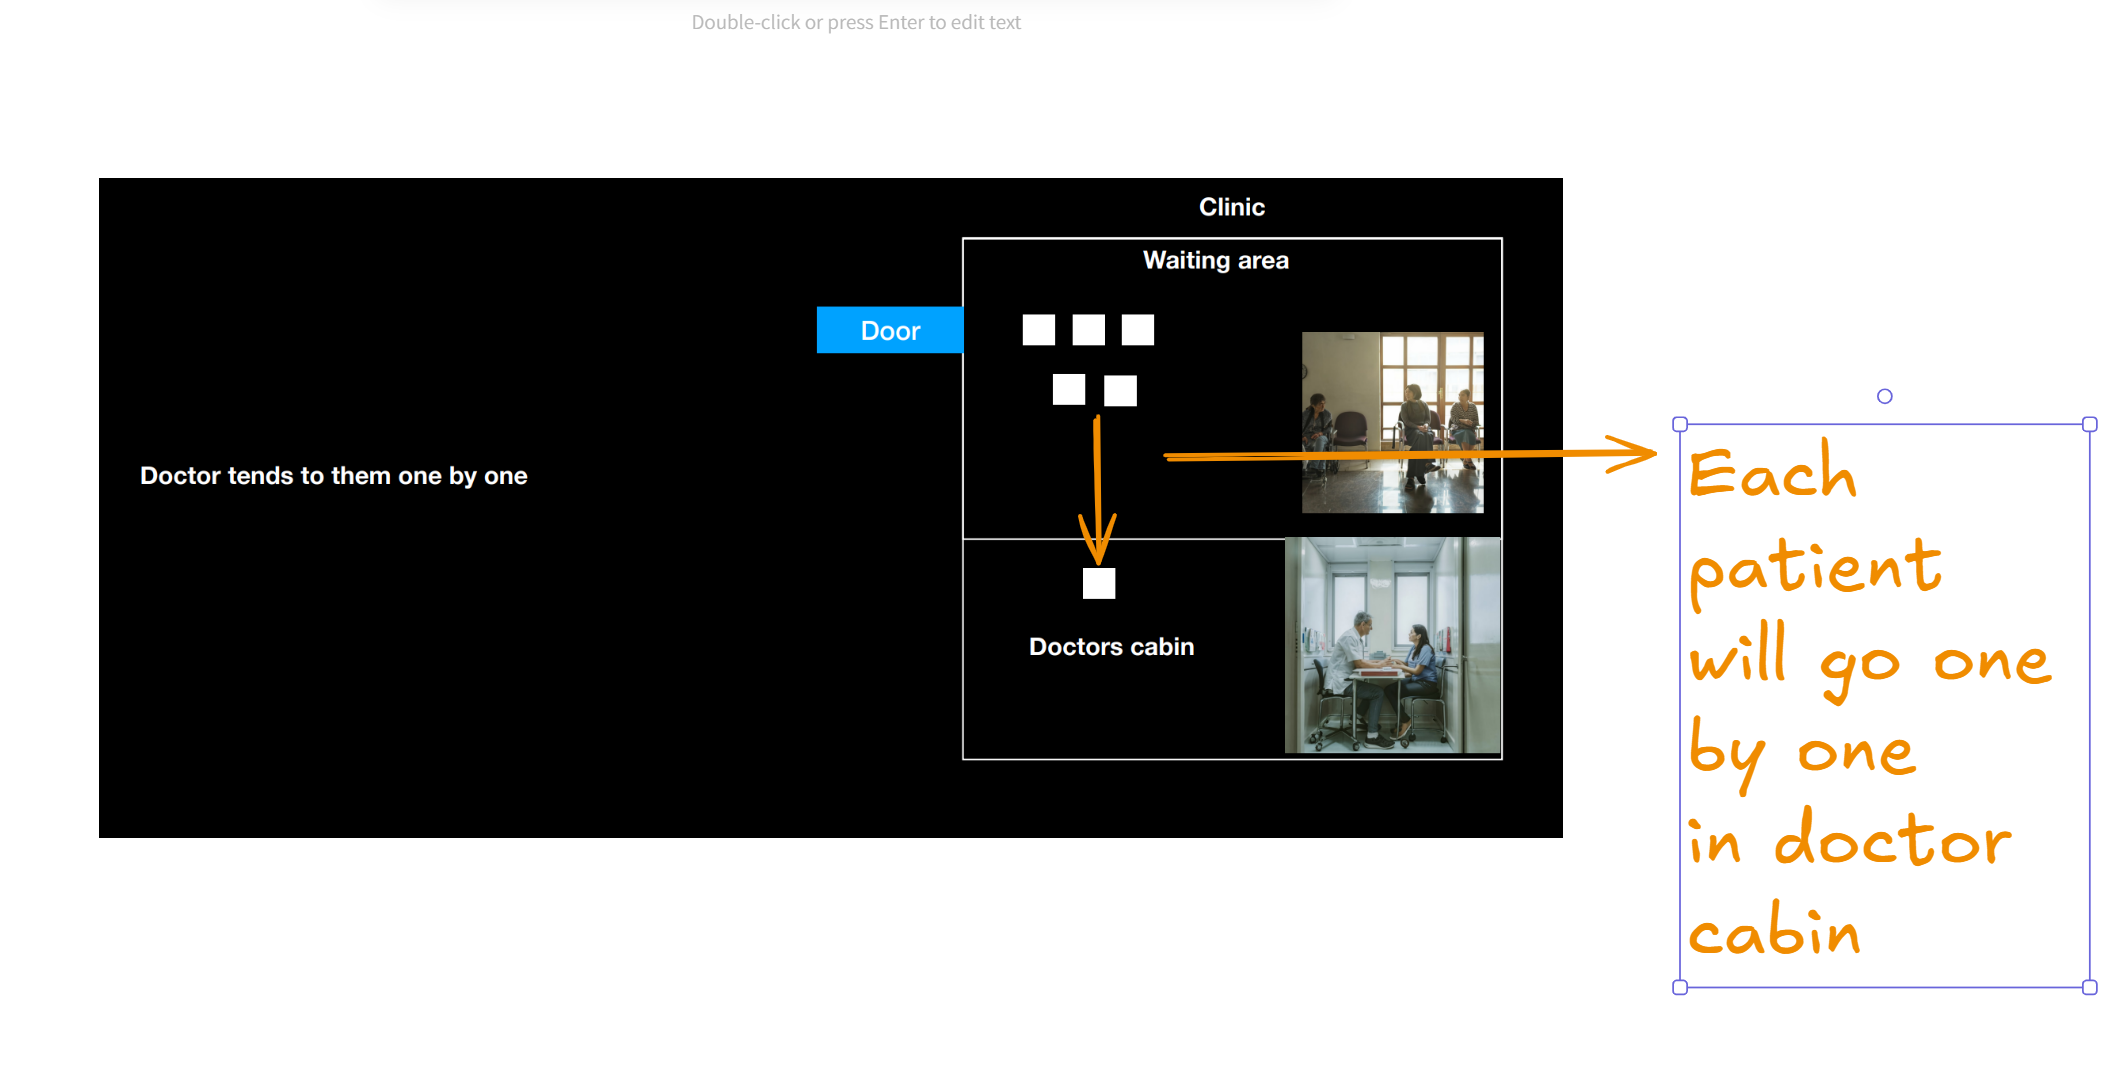 Double-click or press Enter to edit text
Clinic
Waiting area
Door
Doctor tends to them one by one
Doctors cabin
Each
patient
will go one
by one
in doctor
cabin